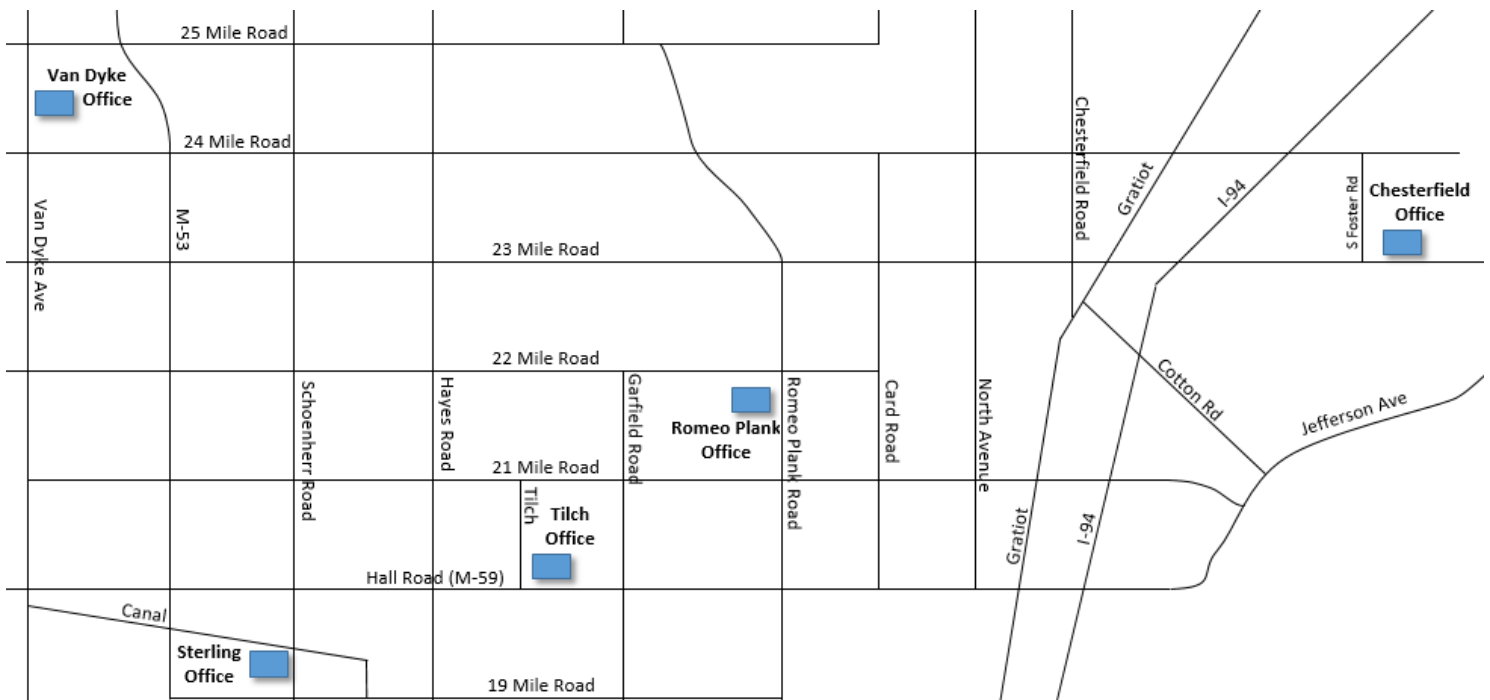 25 Mile Road
Van Dyke
Office
24 Mile Road
Chesterfield Road
Gratiot
I-94
S Foster Rd
Chesterfield
Office
Van Dyke Ave
M-53
23 Mile Road
22 Mile Road
Schoenherr Road
Hayes Road
Garfield Road
Romeo Plank
Office
Romeo Plank Road
Card Road
North Avenue
Cotton Rd
Jefferson Ave
21 Mile Road
Tilch
Tilch
Office
Gratiot
I-94
Hall Road (M-59)
Canal
Sterling
Office
19 Mile Road